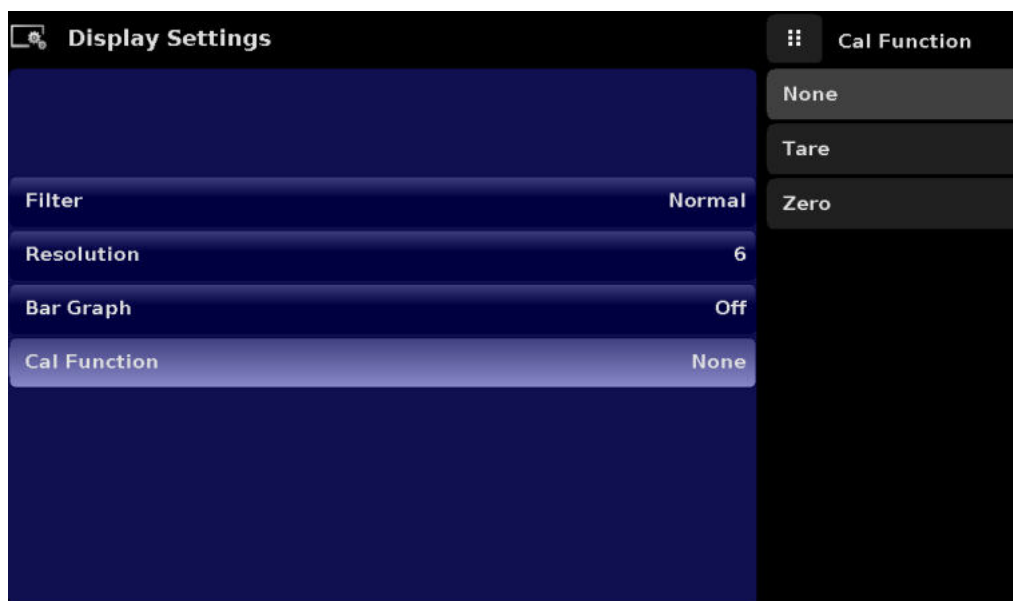 Display Settings
Filter Normal
Resolution 6
Bar Graph Off
Cal Function None
Cal Function
None
Tare
Zero